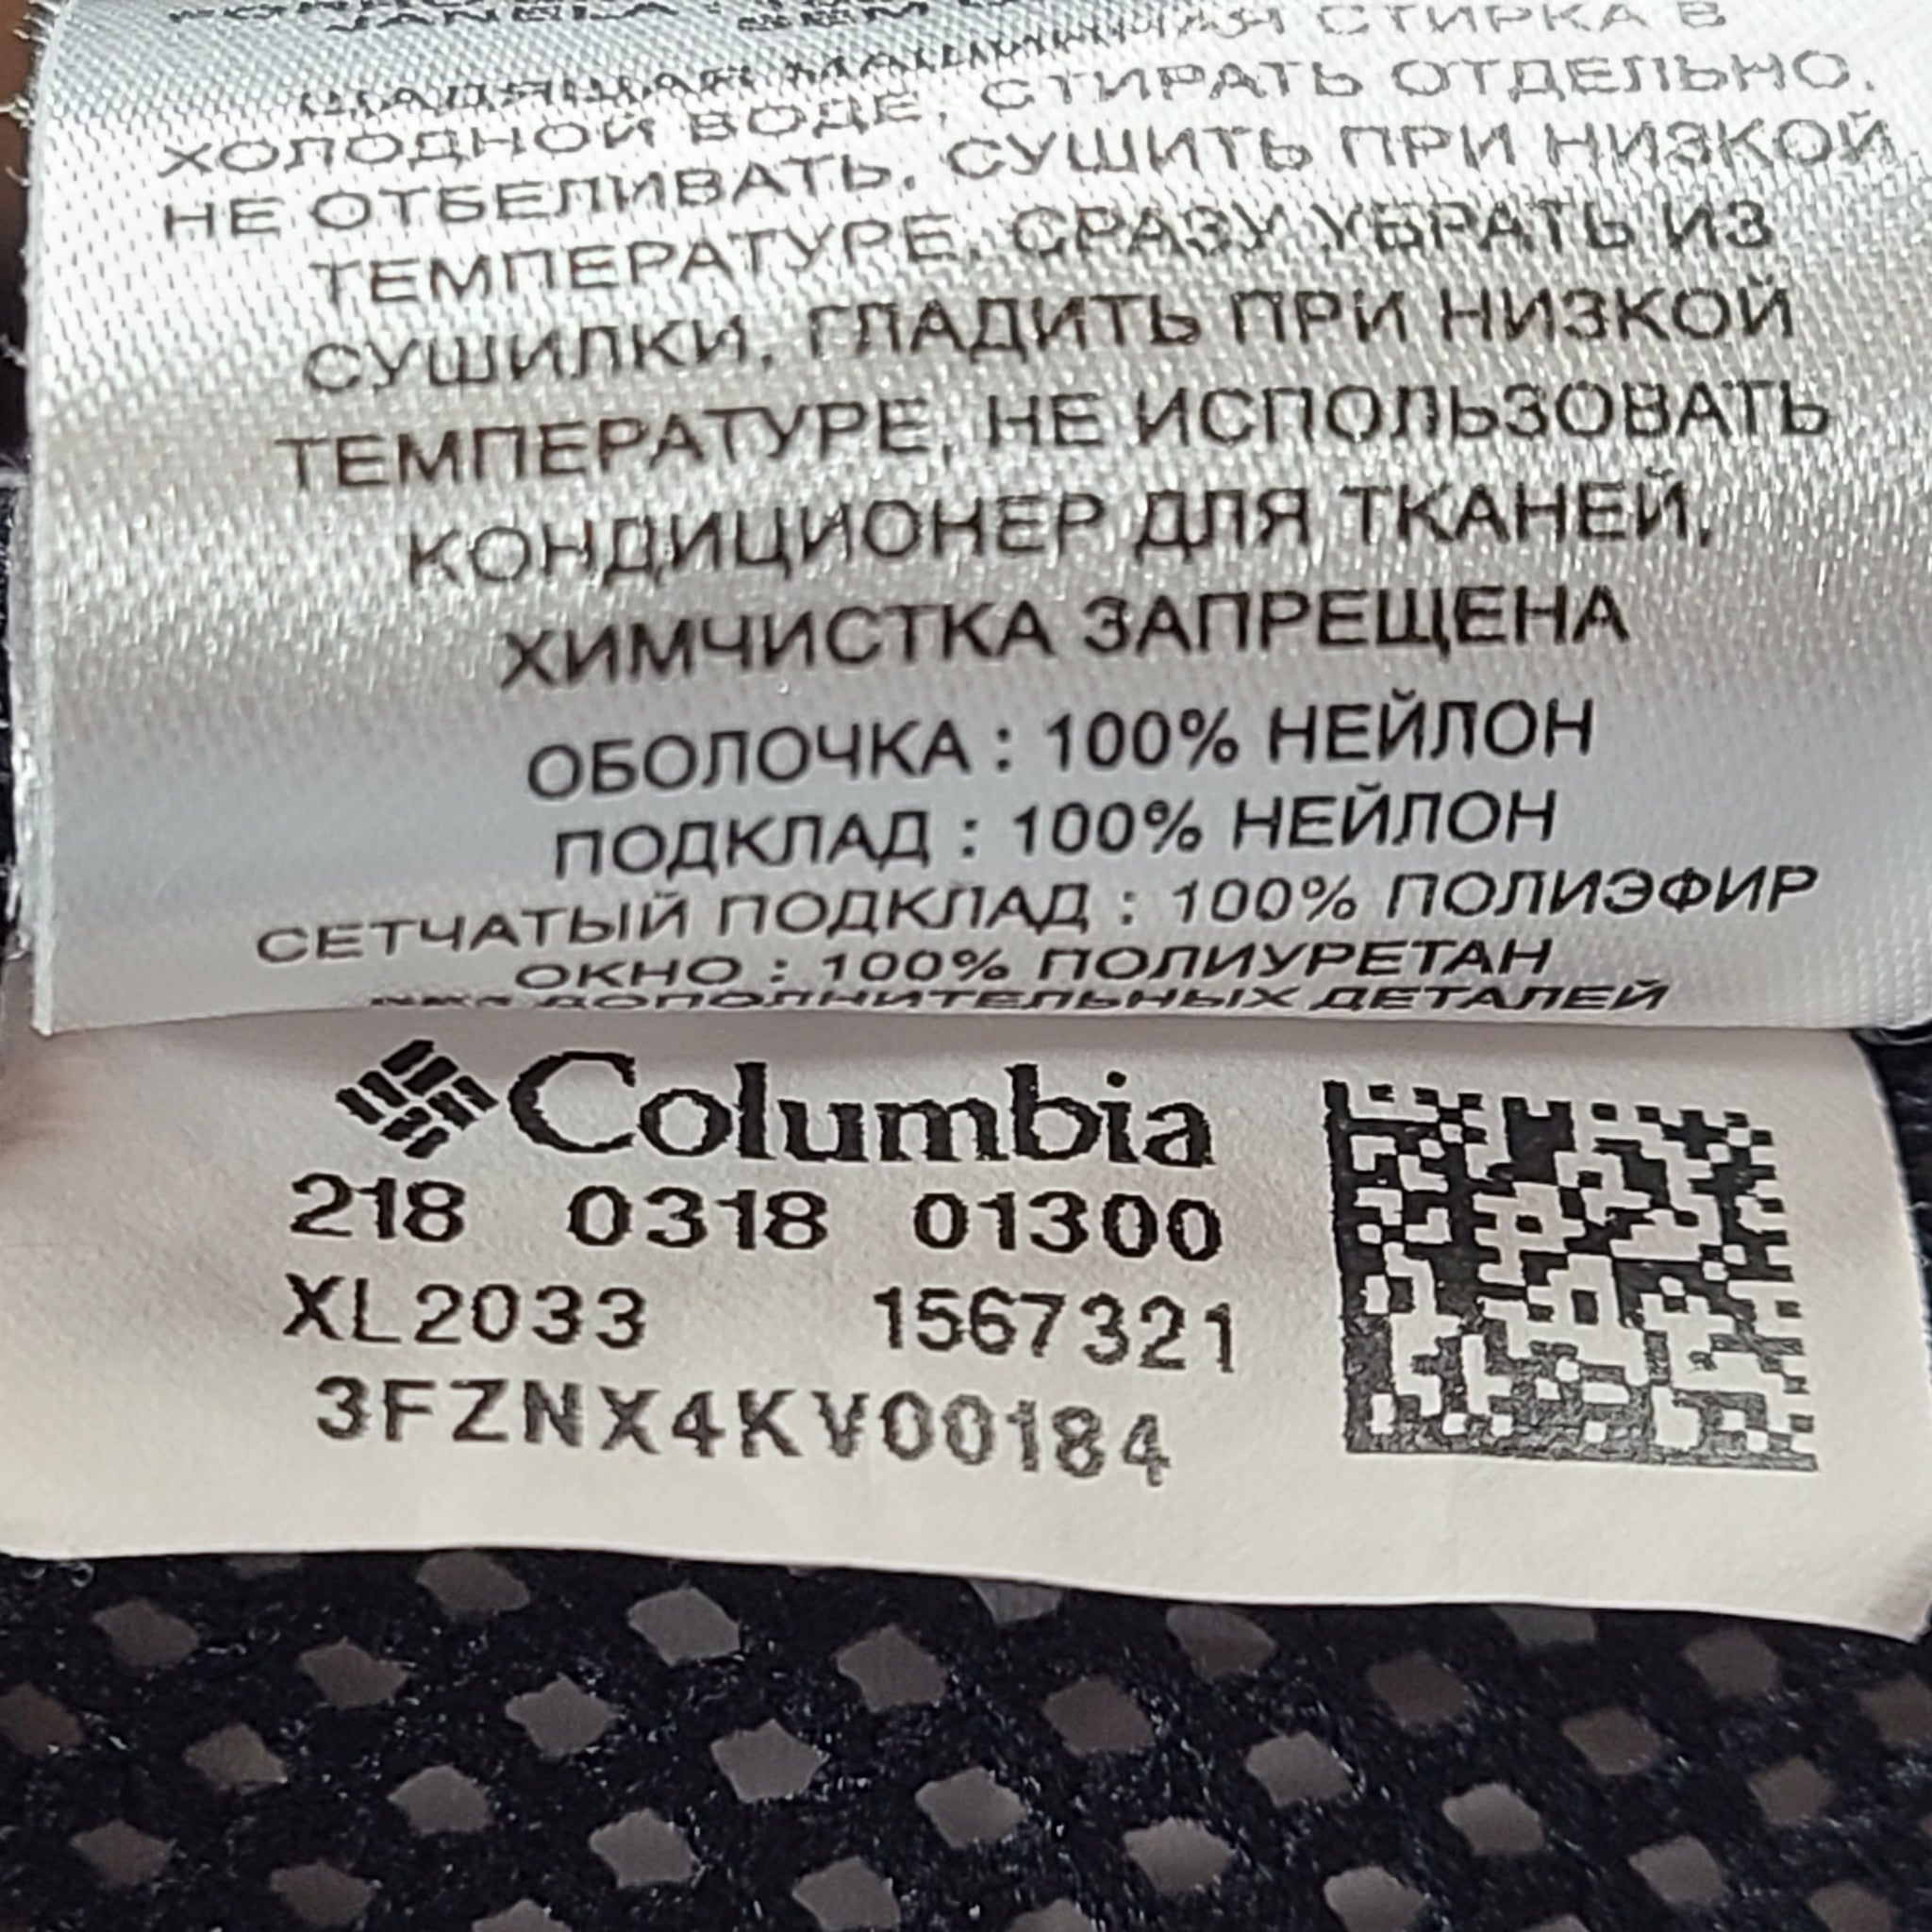 СТИРКА В
ХОЛОДНОЙ ВОДЕ, СТИРАТЬ ОТДЕЛЬНО,
НЕ ОТБЕЛИВАТЬ, СУШИТЬ ПРИ НИЗКОЙ
ТЕМПЕРАТУРЕ, СРАЗУ УБРАТЬ ИЗ
СУШИЛКИ, ГЛАДИТЬ ПРИ НИЗКОЙ
ТЕМПЕРАТУРЕ, НЕ ИСПОЛЬЗОВАТЬ
КОНДИЦИОНЕР ДЛЯ ТКАНЕЙ,
ХИМЧИСТКА ЗАПРЕЩЕНА
ОБОЛОЧКА : 100% НЕЙЛОН
ПОДКЛАД : 100% НЕЙЛОН
СЕТЧАТЫЙ ПОДКЛАД : 100% ПОЛИЭФИР
ОКНО : 100% ПОЛИУРЕТАН
ДОПОЛНИТЕЛЬНЫХ ДЕТАЛЕЙ
Columbia
218 0318 01300
XL2033 1567321
3FZNX4KV00184